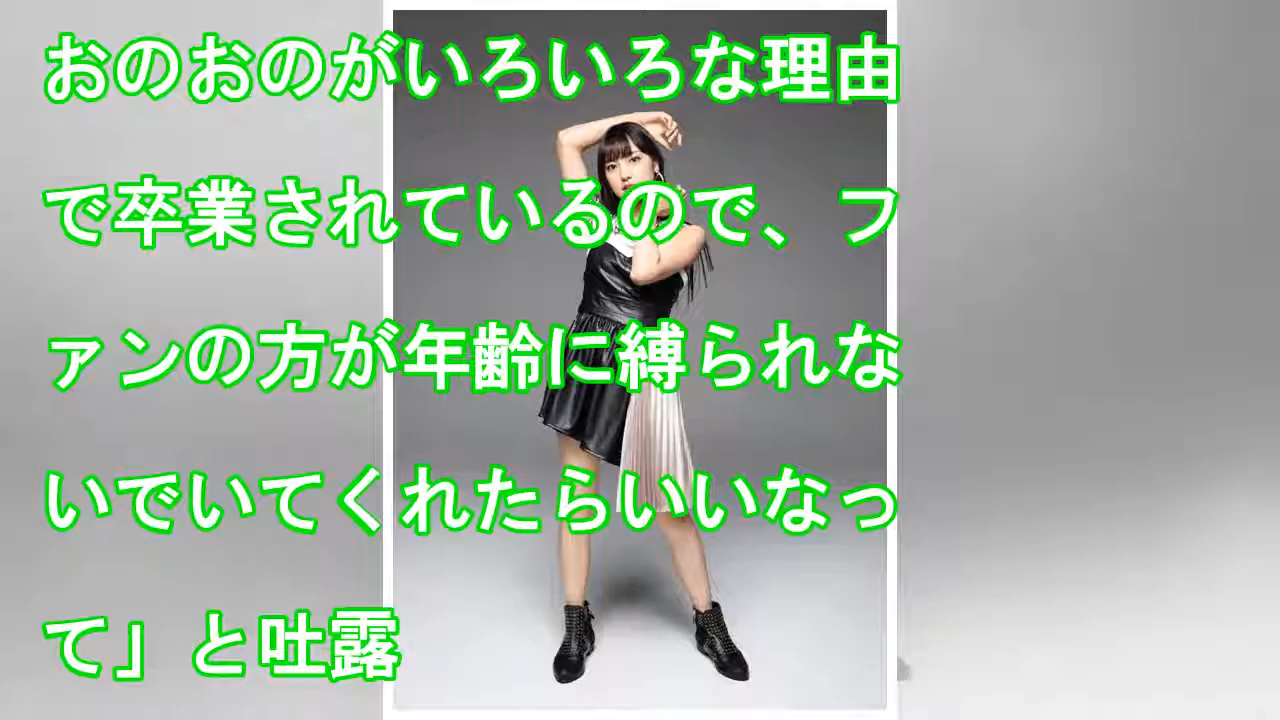 おのおのがいろいろな理由
で卒業されているので、フ
ァンの方が年齢に縛られな
いでいてくれたらいいなっ
て」と吐露